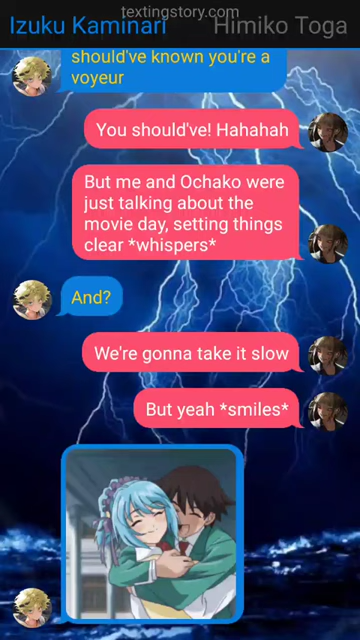 textingstory.com
Izuku Kaminari
Himiko Toga
should've known you're a
voyeur
You should've! Hahahah
But me and Ochako were
just talking about the
movie day, setting things
clear *whispers*
And?
We're gonna take it slow
But yeah *smiles*